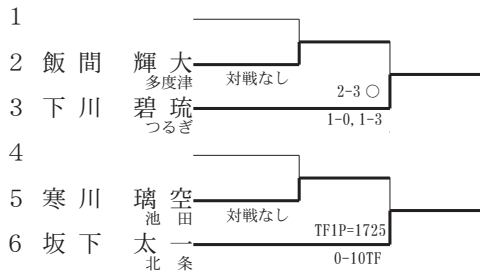 1
2 飯間 輝大
多度津
対戦なし
3 下川 碧琉
つるぎ
2-3 ○
1-0, 1-3
4
5 寒川 璃空
池田
対戦なし
6 坂下 太一
北条
TF1P=1725
0-10TF